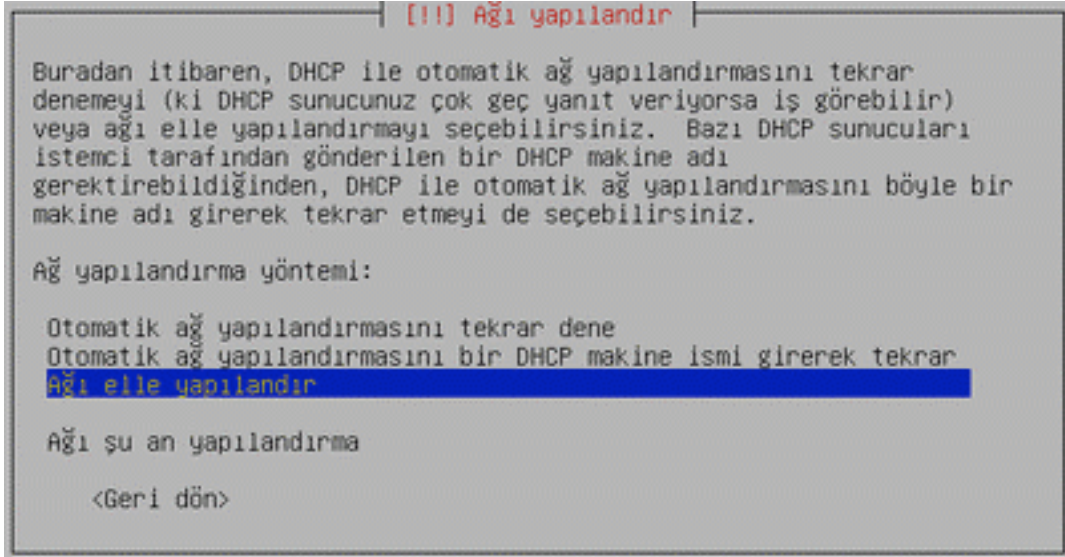 [!!] Ağı yapılandır
Buradan itibaren, DHCP ile otomatik ağ yapılandırmasını tekrar
denemeyi (ki DHCP sunucunuz çok geç yanıt veriyorsa iş görebilir)
veya ağı elle yapılandırmayı seçebilirsiniz.  Bazı DHCP sunucuları
istemci tarafından gönderilen bir DHCP makine adı
gerektirebildiğinden, DHCP ile otomatik ağ yapılandırmasını böyle bir
makine adı girerek tekrar etmeyi de seçebilirsiniz.
Ağ yapılandırma yöntemi:
Otomatik ağ yapılandırmasını tekrar dene
Otomatik ağ yapılandırmasını bir DHCP makine ismi girerek tekrar
Ağı elle yapılandır
Ağı şu an yapılandırma
<Geri dön>